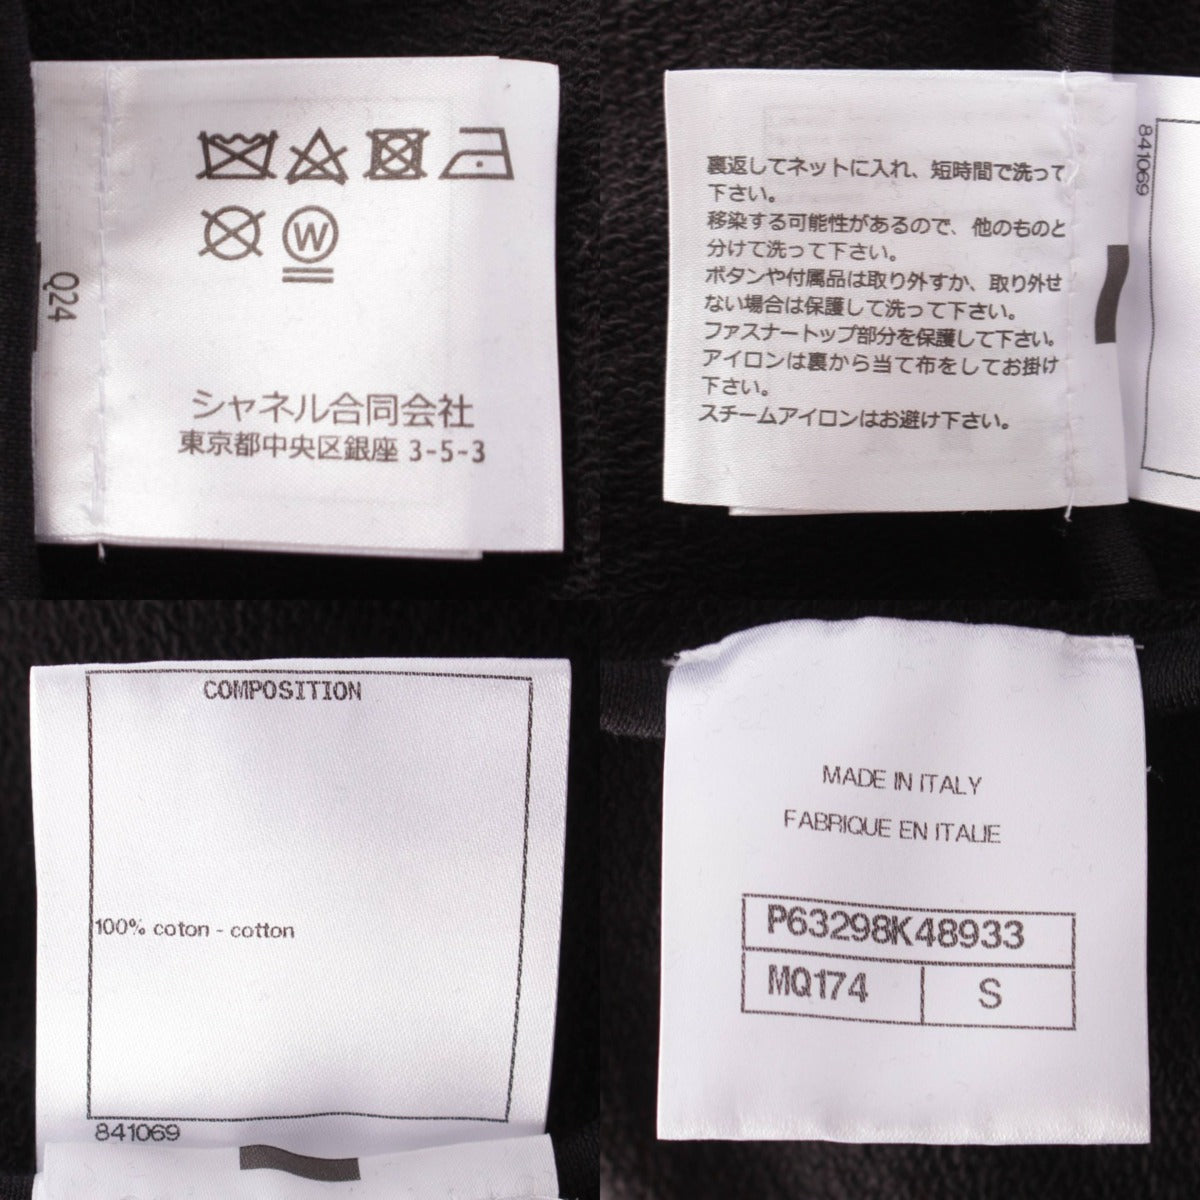 Q24
W
シャネル合同会社
東京都中央区銀座 3-5-3
裏返してネットに入れ、短時間で洗って
下さい。
移染する可能性があるので、他のものと
分けて洗って下さい。
ボタンや付属品は取り外すか、取り外せ
ない場合は保護して洗って下さい。
ファスナートップ部分を保護して下さい。
アイロンは裏から当て布をしてお掛け
下さい。
スチームアイロンはお避け下さい。
841069
COMPOSITION
100% coton - cotton
841069
MADE IN ITALY
FABRIQUE EN ITALIE
P63298K48933
MQ174 S